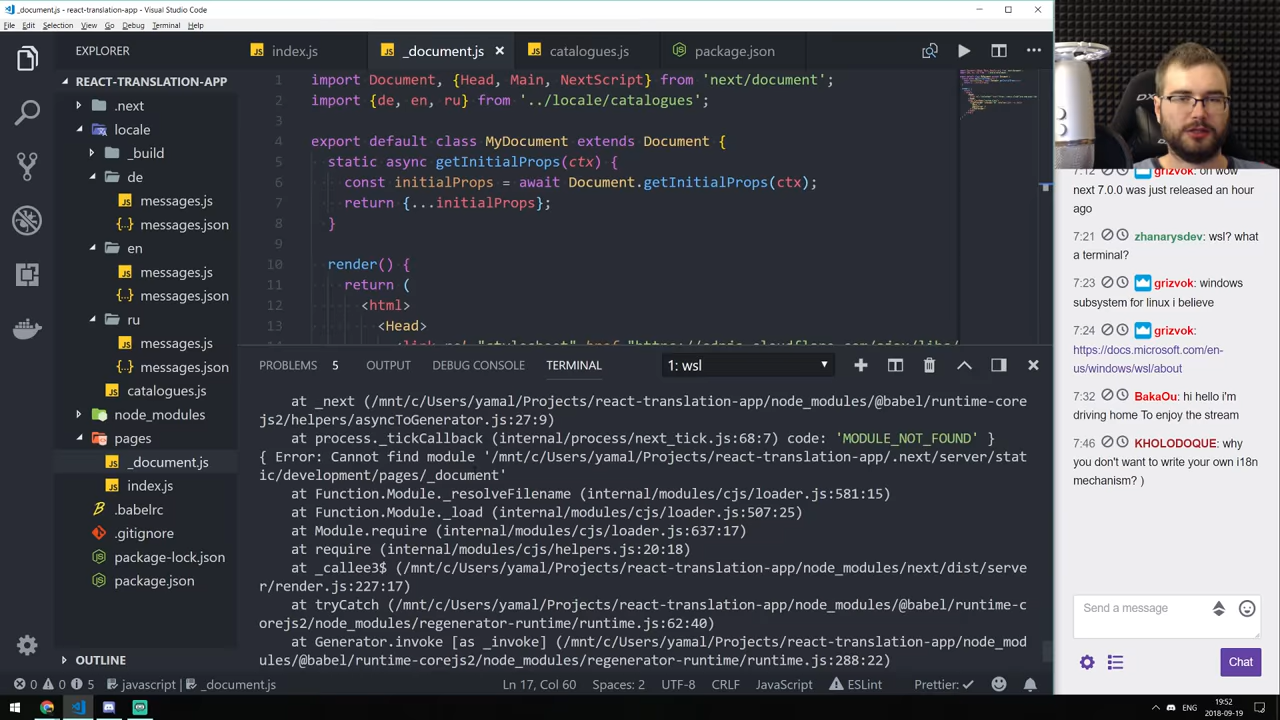 _document.js - react-translation-app - Visual Studio Code
File Edit Selection View Go Debug Terminal Help
EXPLORER
REACT-TRANSLATION-APP
.next
locale
_build
de
messages.js
messages.json
en
messages.js
messages.json
ru
messages.js
messages.json
catalogues.js
node_modules
pages
_document.js
index.js
.babelrc
.gitignore
package-lock.json
package.json
OUTLINE
index.js _document.js catalogues.js package.json
1 import Document, {Head, Main, NextScript} from 'next/document';
2 import {de, en, ru} from '../locale/catalogues';
3
4 export default class MyDocument extends Document {
5 static async getInitialProps(ctx) {
6 const initialProps = await Document.getInitialProps(ctx);
7 return {...initialProps};
8 }
9
10 render() {
11 return (
12 <html>
13 <Head>
PROBLEMS 5 OUTPUT DEBUG CONSOLE TERMINAL 1: wsl
at _next (/mnt/c/Users/yamal/Projects/react-translation-app/node_modules/@babel/runtime-core
js2/helpers/asyncToGenerator.js:27:9)
at process._tickCallback (internal/process/next_tick.js:68:7) code: 'MODULE_NOT_FOUND' }
{ Error: Cannot find module '/mnt/c/Users/yamal/Projects/react-translation-app/.next/server/stat
ic/development/pages/_document'
at Function.Module._resolveFilename (internal/modules/cjs/loader.js:581:15)
at Function.Module._load (internal/modules/cjs/loader.js:507:25)
at Module.require (internal/modules/cjs/loader.js:637:17)
at require (internal/modules/cjs/helpers.js:20:18)
at _callee3$ (/mnt/c/Users/yamal/Projects/react-translation-app/node_modules/next/dist/serve
r/render.js:227:17)
at tryCatch (/mnt/c/Users/yamal/Projects/react-translation-app/node_modules/@babel/runtime-c
orejs2/node_modules/regenerator-runtime/runtime.js:62:40)
at Generator.invoke [as _invoke] (/mnt/c/Users/yamal/Projects/react-translation-app/node_mod
ules/@babel/runtime-corejs2/node_modules/regenerator-runtime/runtime.js:288:22)
0 0 5 javascript | _document.js Ln 17, Col 60 Spaces: 2 UTF-8 CRLF JavaScript ESLint Prettier: ✓
7:12 grizvok: oh wow
next 7.0.0 was just released an hour
ago
7:21 zhanarysdev: wsl? what
a terminal?
7:23 grizvok: windows
subsystem for linux i believe
7:24 grizvok:
https://docs.microsoft.com/en-
us/windows/wsl/about
7:32 BakaOu: hi hello i'm
driving home To enjoy the stream
7:46 KHOLODOQUE: why
you don't want to write your own i18n
mechanism? )
Send a message
Chat
ENG
19:52
2018-09-19